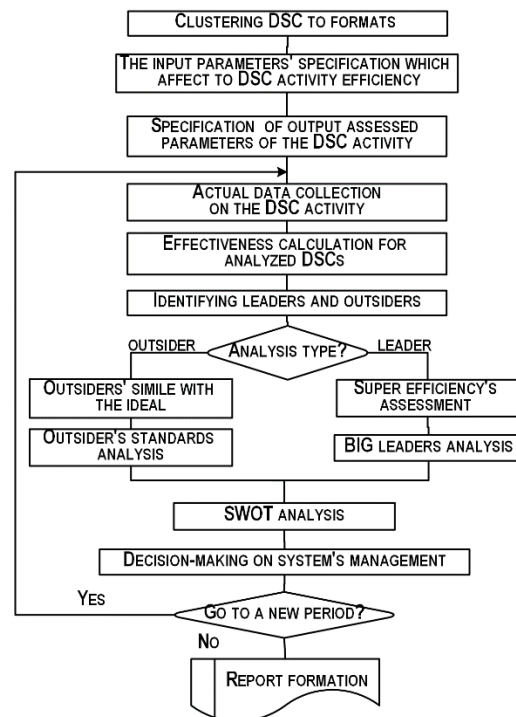 CLUSTERING DSC TO FORMATS
THE INPUT PARAMETERS' SPECIFICATION WHICH
AFFECT TO DSC ACTIVITY EFFICIENCY
SPECIFICATION OF OUTPUT ASSESSED
PARAMETERS OF THE DSC ACTIVITY
ACTUAL DATA COLLECTION
ON THE DSC ACTIVITY
EFFECTIVENESS CALCULATION FOR
ANALYZED DSCS
IDENTIFYING LEADERS AND OUTSIDERS
OUTSIDER
ANALYSIS TYPE?
LEADER
OUTSIDERS' SIMILE WITH
THE IDEAL
SUPER EFFICIENCY'S
ASSESSMENT
OUTSIDER'S STANDARDS
ANALYSIS
BIG LEADERS ANALYSIS
SWOT ANALYSIS
DECISION-MAKING ON SYSTEM'S MANAGEMENT
YES
GO TO A NEW PERIOD?
NO
REPORT FORMATION